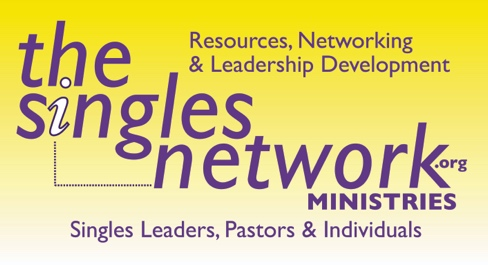 the
Resources, Networking
& Leadership Development
singles
network.org
MINISTRIES
Singles Leaders, Pastors & Individuals